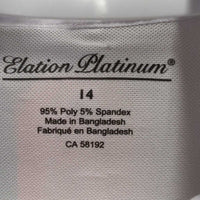 Elation Platinum®
14
95% Poly 5% Spandex
Made in Bangladesh
Fabriqué en Bangladesh
CA 58192